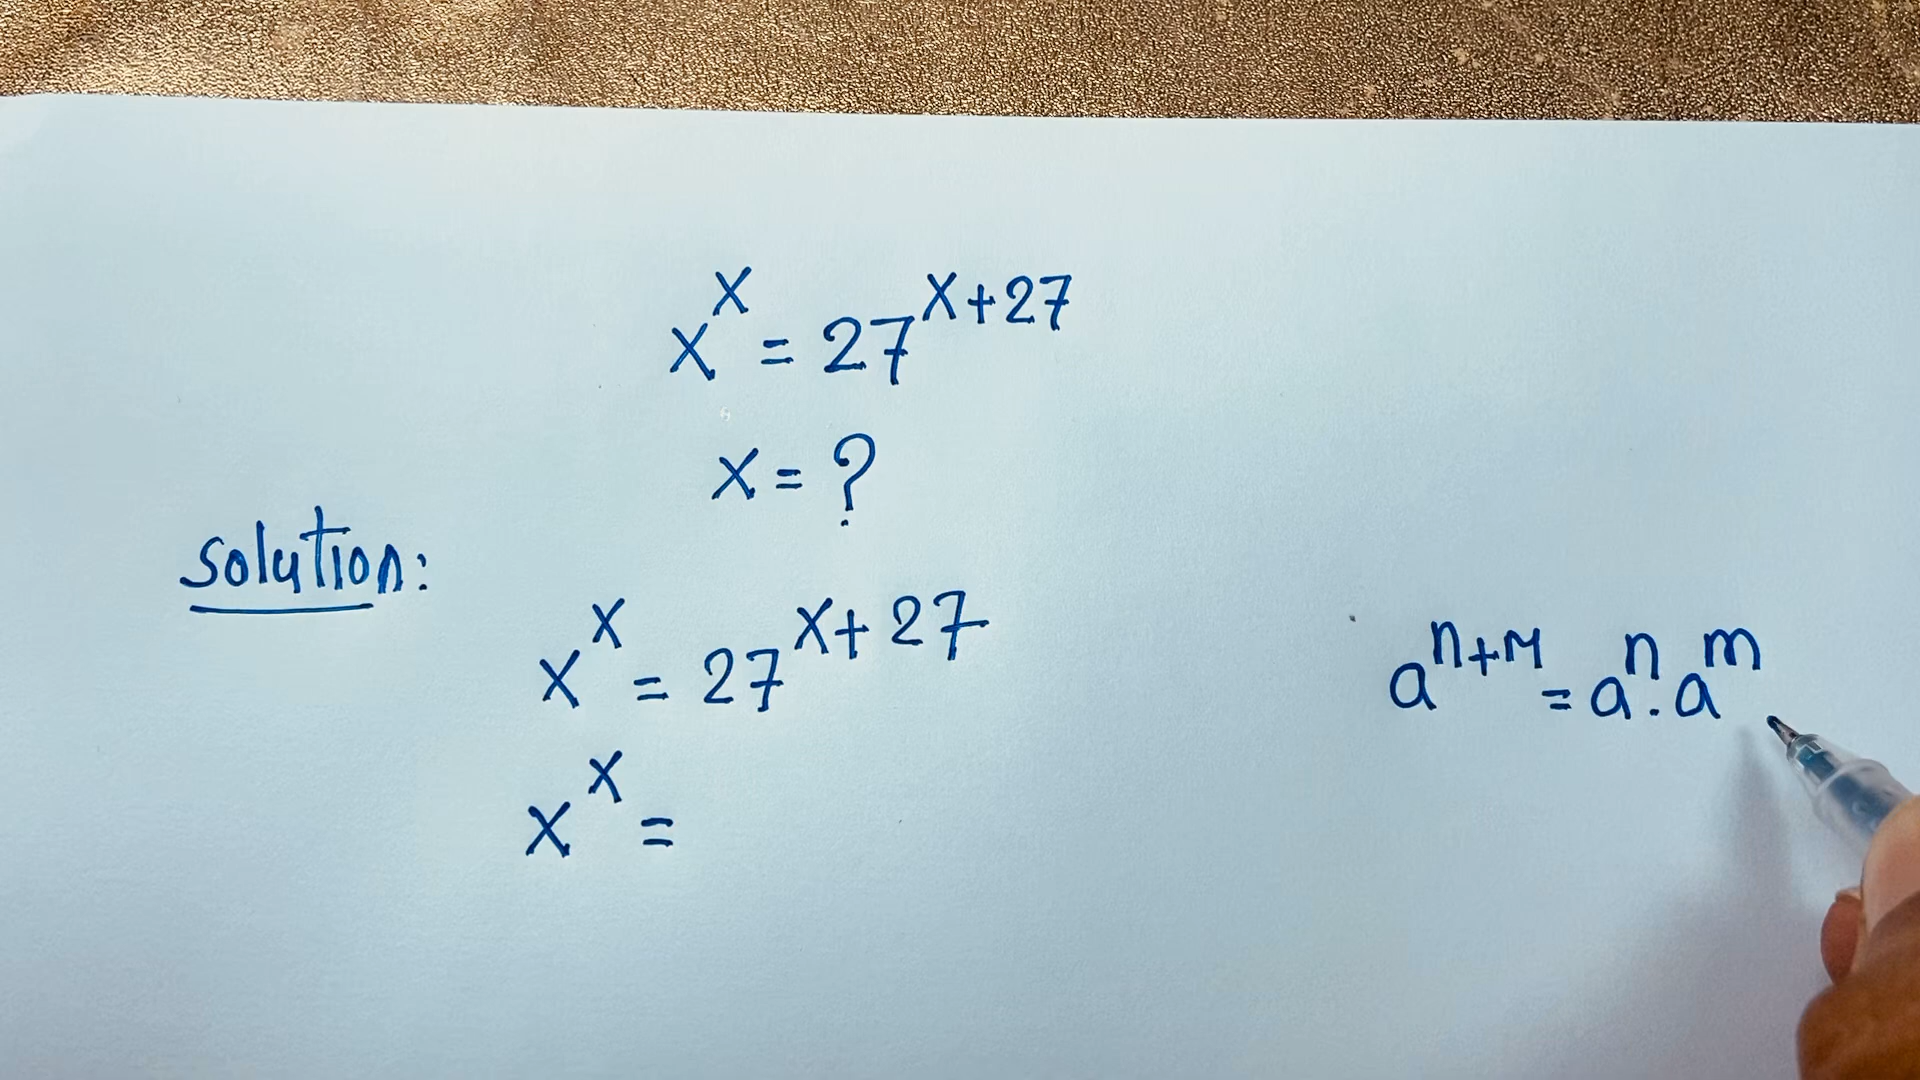 x^x = 27^{x+27}
x = ?
Solution:
x^x = 27^{x+27}
a^{n+m} = a^n . a^m
x^x =